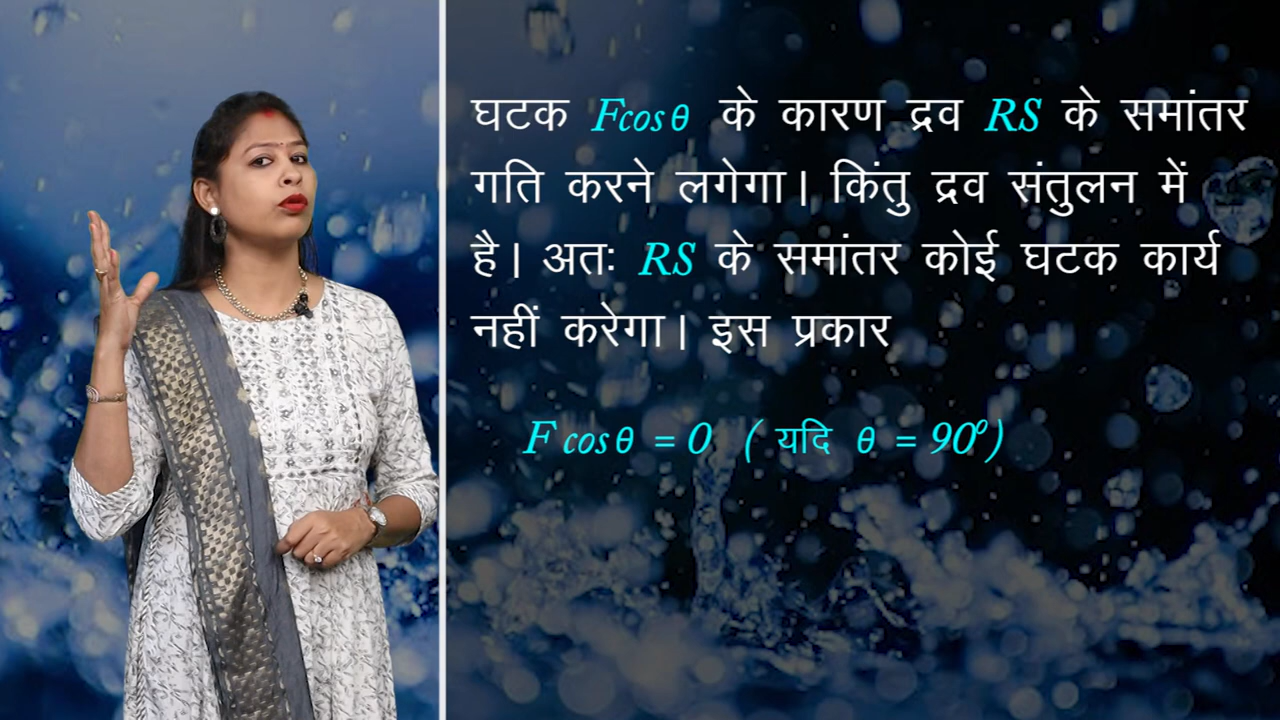 घटक Fcosθ के कारण द्रव RS के समांतर
गति करने लगेगा। किंतु द्रव संतुलन में
है। अतः RS के समांतर कोई घटक कार्य
नहीं करेगा। इस प्रकार
F cosθ = 0 ( यदि θ = 90º)